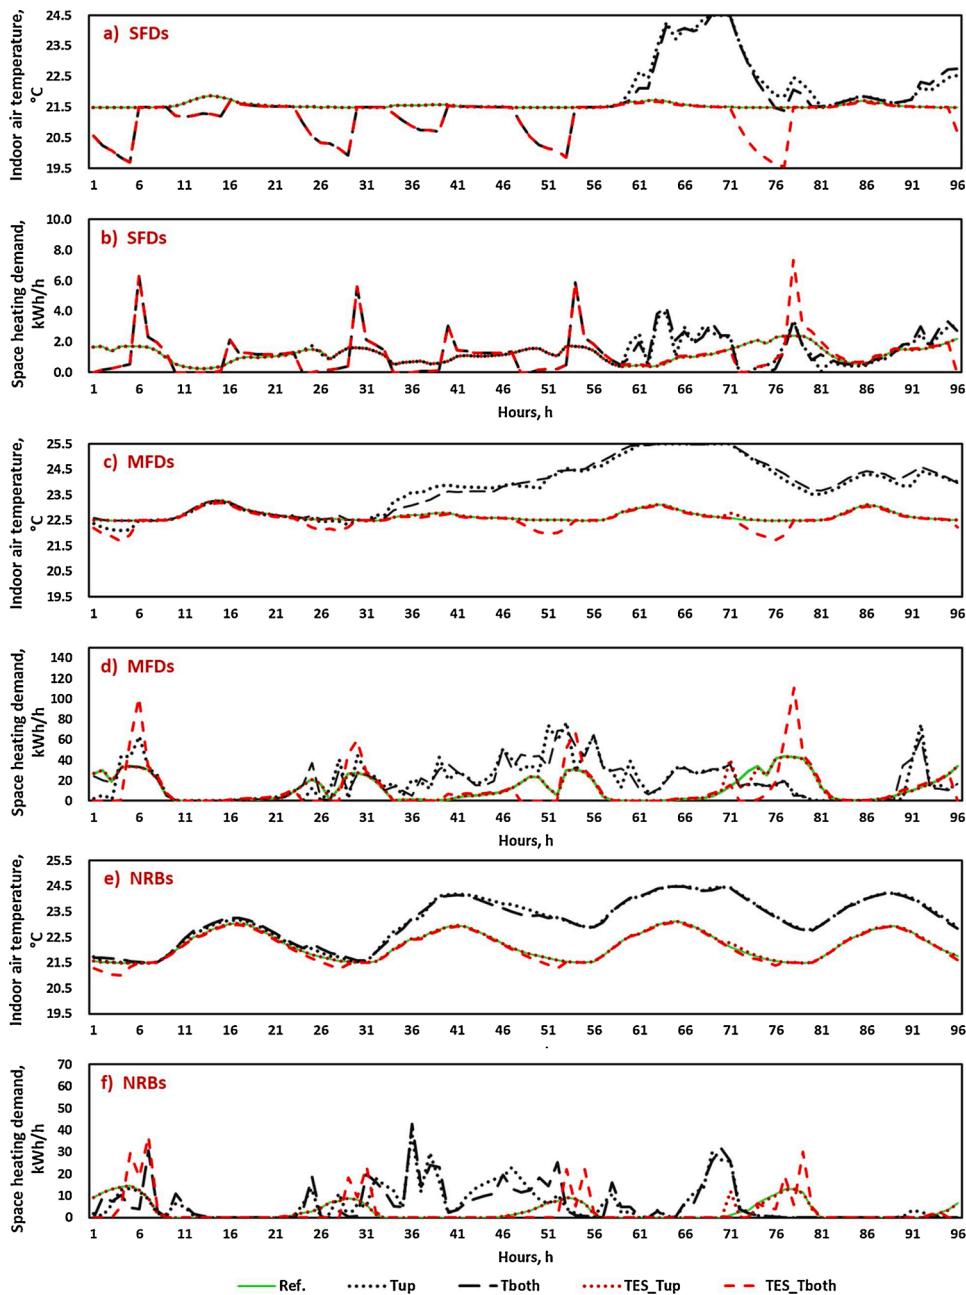 a) SFDs
Indoor air temperature,
°C
24.5
23.5
22.5
21.5
20.5
19.5
1 6 11 16 21 26 31 36 41 46 51 56 61 66 71 76 81 86 91 96
b) SFDs
Space heating demand,
kWh/h
10.0
8.0
6.0
4.0
2.0
0.0
1 6 11 16 21 26 31 36 41 46 51 56 61 66 71 76 81 86 91 96
Hours, h
c) MFDs
Indoor air temperature,
°C
25.5
24.5
23.5
22.5
21.5
20.5
19.5
1 6 11 16 21 26 31 36 41 46 51 56 61 66 71 76 81 86 91 96
d) MFDs
Space heating demand,
kWh/h
140
120
100
80
60
40
20
0
1 6 11 16 21 26 31 36 41 46 51 56 61 66 71 76 81 86 91 96
Hours, h
e) NRBs
Indoor air temperature,
°C
25.5
24.5
23.5
22.5
21.5
20.5
19.5
1 6 11 16 21 26 31 36 41 46 51 56 61 66 71 76 81 86 91 96
f) NRBs
Space heating demand,
kWh/h
70
60
50
40
30
20
10
0
1 6 11 16 21 26 31 36 41 46 51 56 61 66 71 76 81 86 91 96
Hours, h
Ref. Tup Tboth TES_Tup TES_Tboth